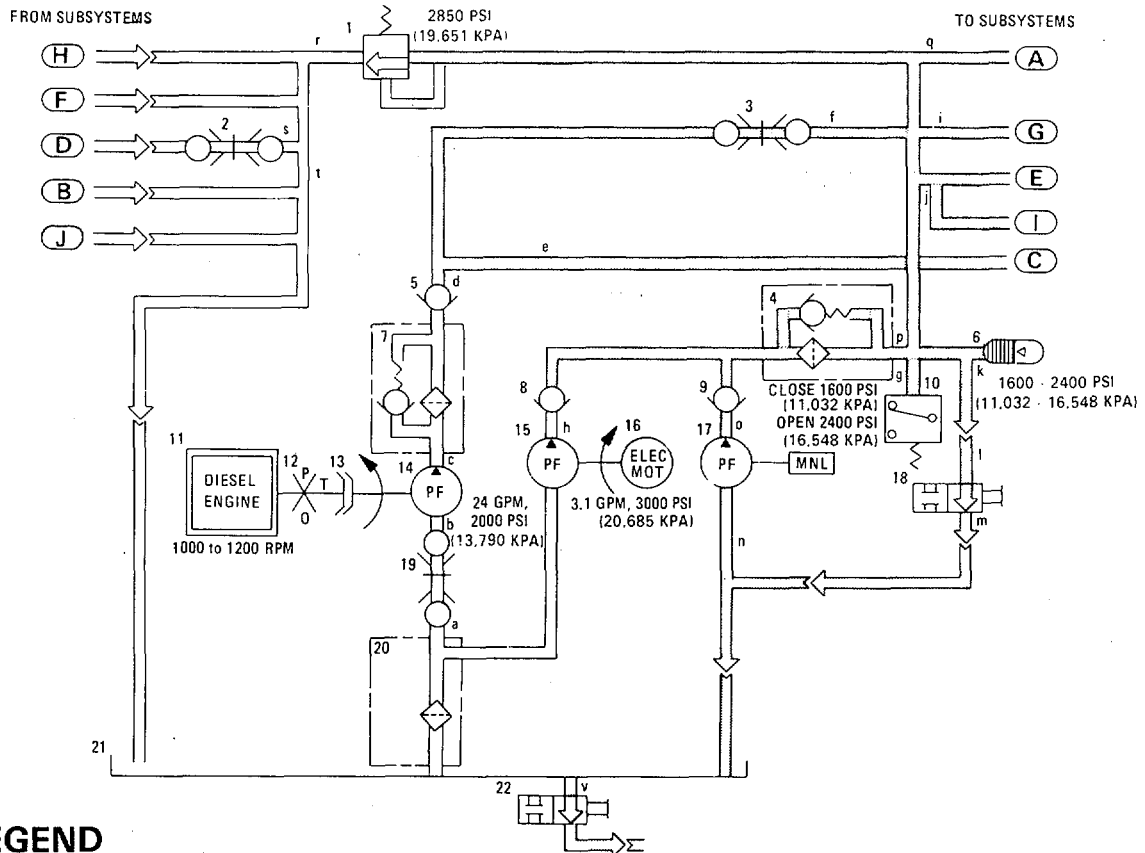 FROM SUBSYSTEMS
TO SUBSYSTEMS
1
2850 PSI
(19.651 KPA)
H
r
q
A
F
D
2
s
3
f
i
G
B
t
E
j
I
J
e
C
5
d
4
7
p
6
k
8
9
g
10
CLOSE 1600 PSI
(11,032 KPA)
OPEN 2400 PSI
(16,548 KPA)
1600 - 2400 PSI
(11,032 - 16,548 KPA)
11
DIESEL
ENGINE
1000 to 1200 RPM
12
P
T
O
13
14
c
PF
b
24 GPM,
2000 PSI
(13,790 KPA)
15
h
PF
16
ELEC
MOT
3.1 GPM, 3000 PSI
(20,685 KPA)
17
o
PF
MNL
18
l
m
n
19
a
20
21
22
v
EGEND